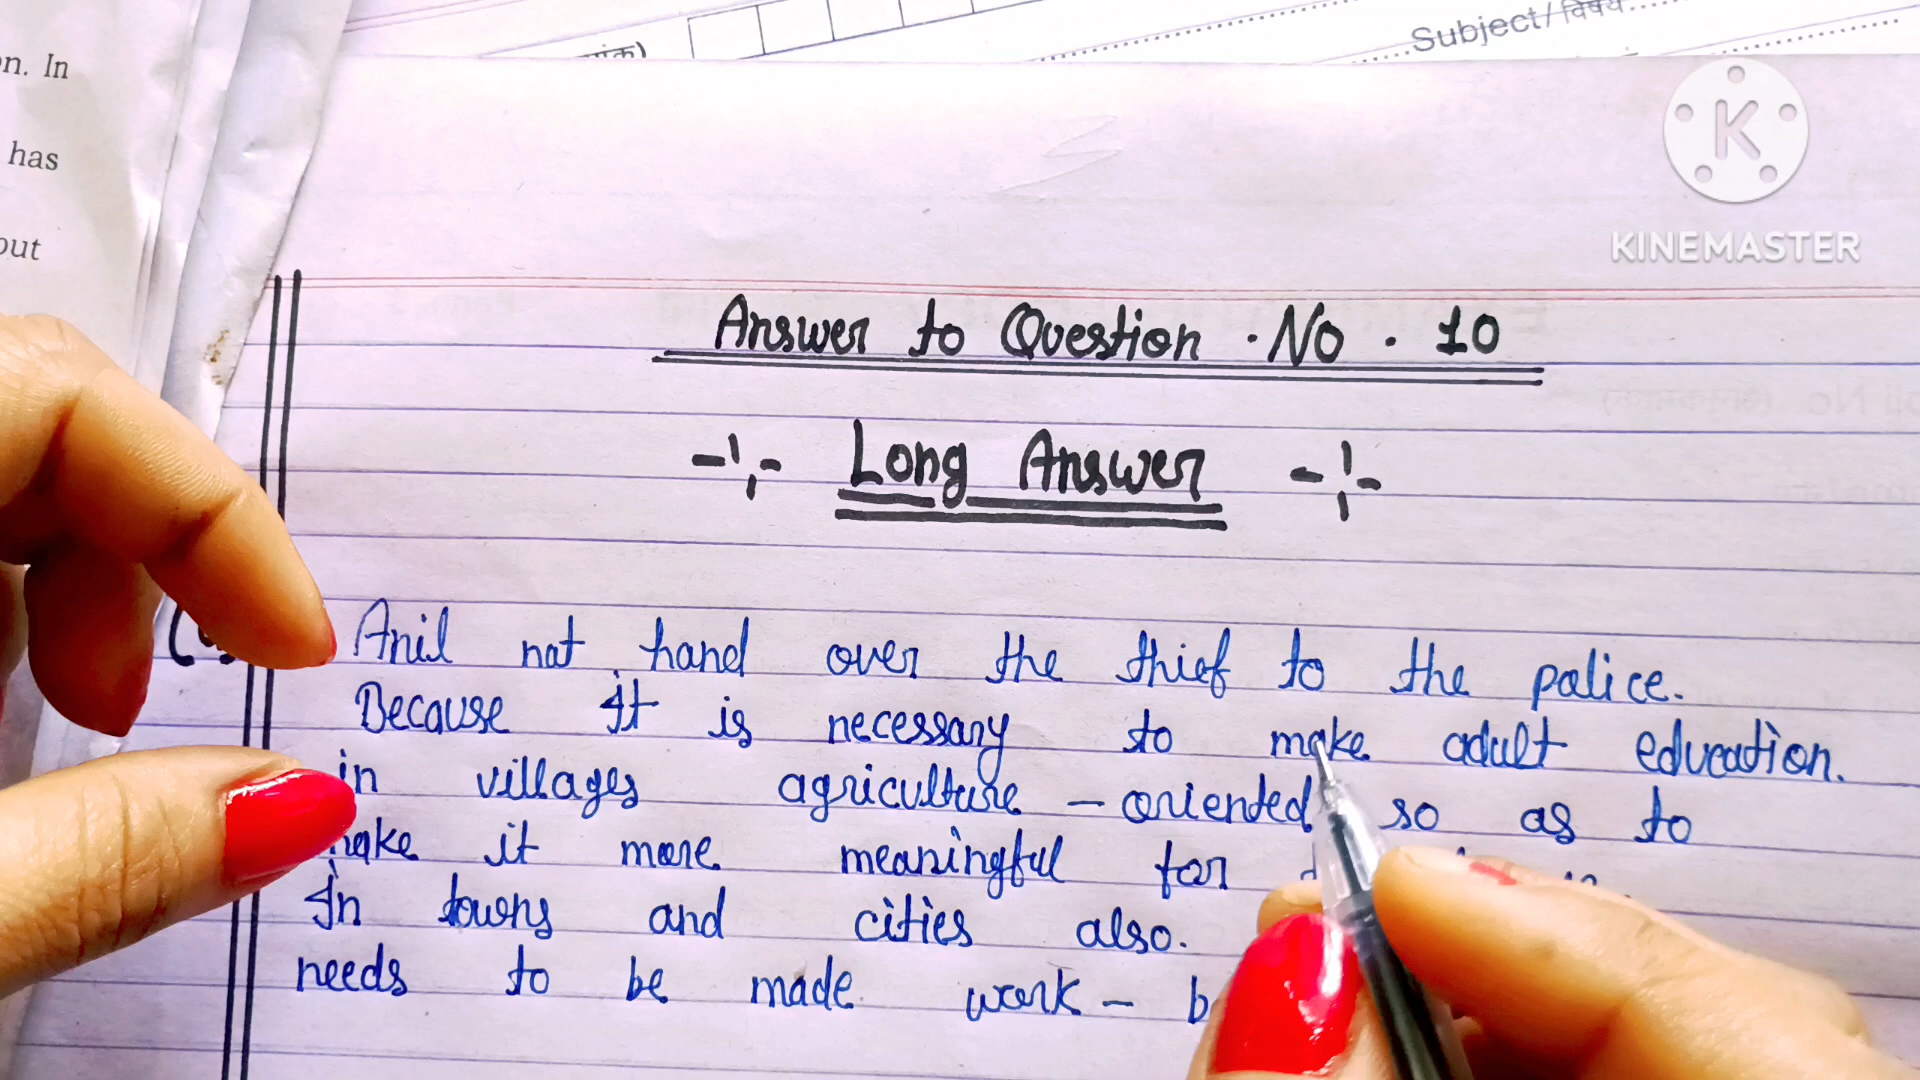 Subject/विषय
n. In
has
out
KINEMASTER
Answer to Question . No . 10
Long Answer
Anil not hand over the thief to the police.
Because It is necessary to make adult education.
in villages agriculture - oriented so as to
make it more meaningful for
In towns and cities also.
needs to be made work - b